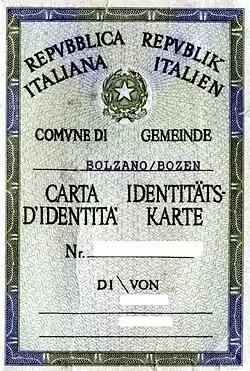 REPVBBLICA REPVBLIK
ITALIANA ITALIEN
COMVNE DI GEMEINDE
BOLZANO/BOZEN
CARTA IDENTITÄTS-
D'IDENTITA' KARTE
Nr.
DI \ VON